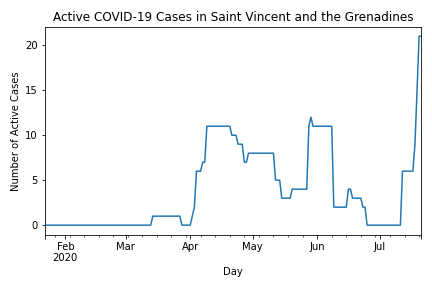 Active COVID-19 Cases in Saint Vincent and the Grenadines
Number of Active Cases
20
15
10
5
0
Feb Mar Apr May Jun Jul
2020
Day